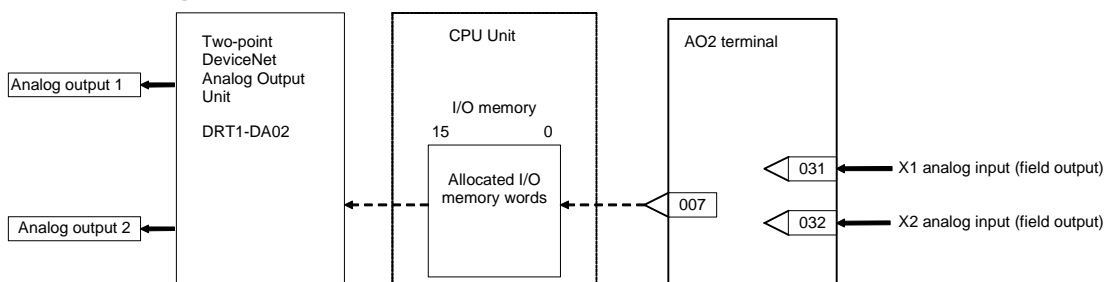 Two-point
DeviceNet
Analog Output
Unit
DRT1-DA02
Analog output 1
Analog output 2
CPU Unit
I/O memory
15 0
Allocated I/O
memory words
AO2 terminal
007
031
X1 analog input (field output)
032
X2 analog input (field output)